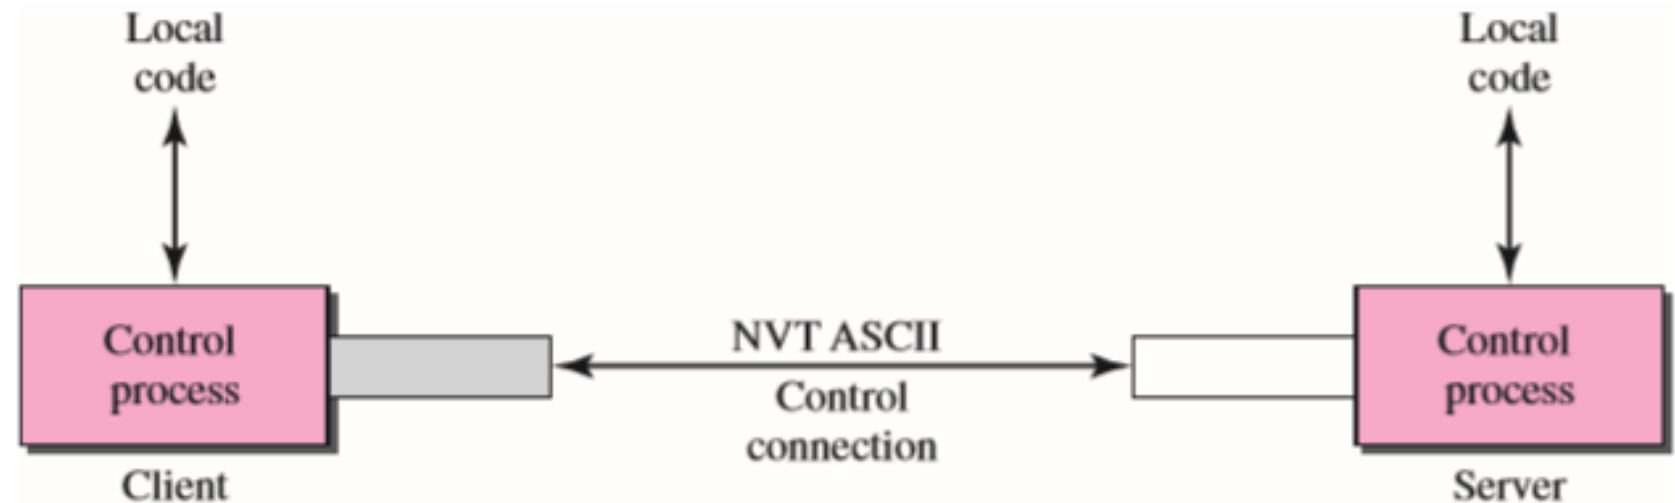 Local
code
Local
code
Control
process
NVT ASCII
Control
connection
Control
process
Client
Server